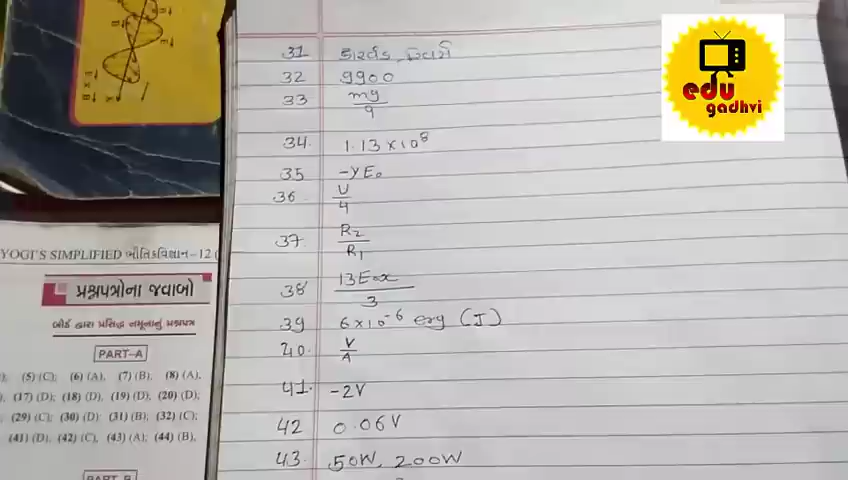 31
32 9900
33 mg/9
34. 1.13 × 10⁸
35 -yE₀
36. U/4
37. R₂/R₁
38 13E∝x/3
39 6×10⁻⁶ erg (J)
40. V/A
41. -2V
42 0.06V
43. 50W, 200W
edu
gadhvi
YOGI'S SIMPLIFIED ભૌતિકવિજ્ઞાન–12
પ્રશ્નપત્રોના જવાબો
બોર્ડ દ્વારા પ્રસિદ્ધ નમૂનાનું પ્રશ્નપત્ર
PART–A
(5) (C); (6) (A), (7) (B), (8) (A),
(17) (D); (18) (D), (19) (D), (20) (D);
(29) (C); (30) (D); (31) (B); (32) (C);
(41) (D), (42) (C), (43) (A); (44) (B),
PART–B